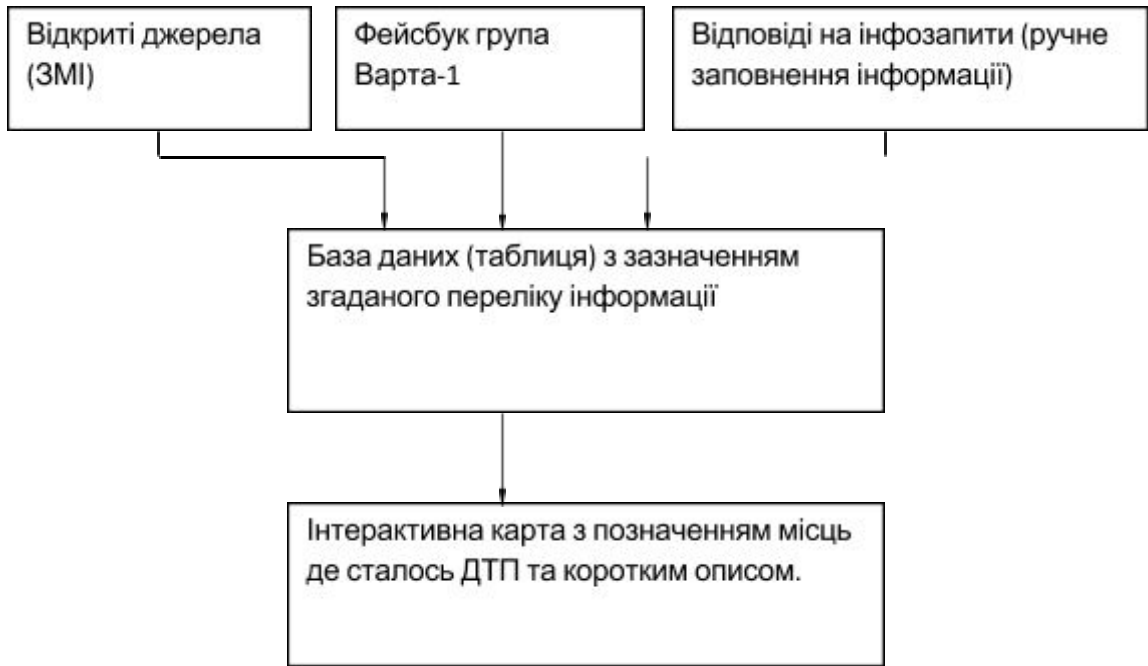 Відкриті джерела
(ЗМІ)
Фейсбук група
Варта-1
Відповіді на інфозапити (ручне
заповнення інформації)
База даних (таблиця) з зазначенням
згаданого переліку інформації
Інтерактивна карта з позначенням місць
де сталось ДТП та коротким описом.